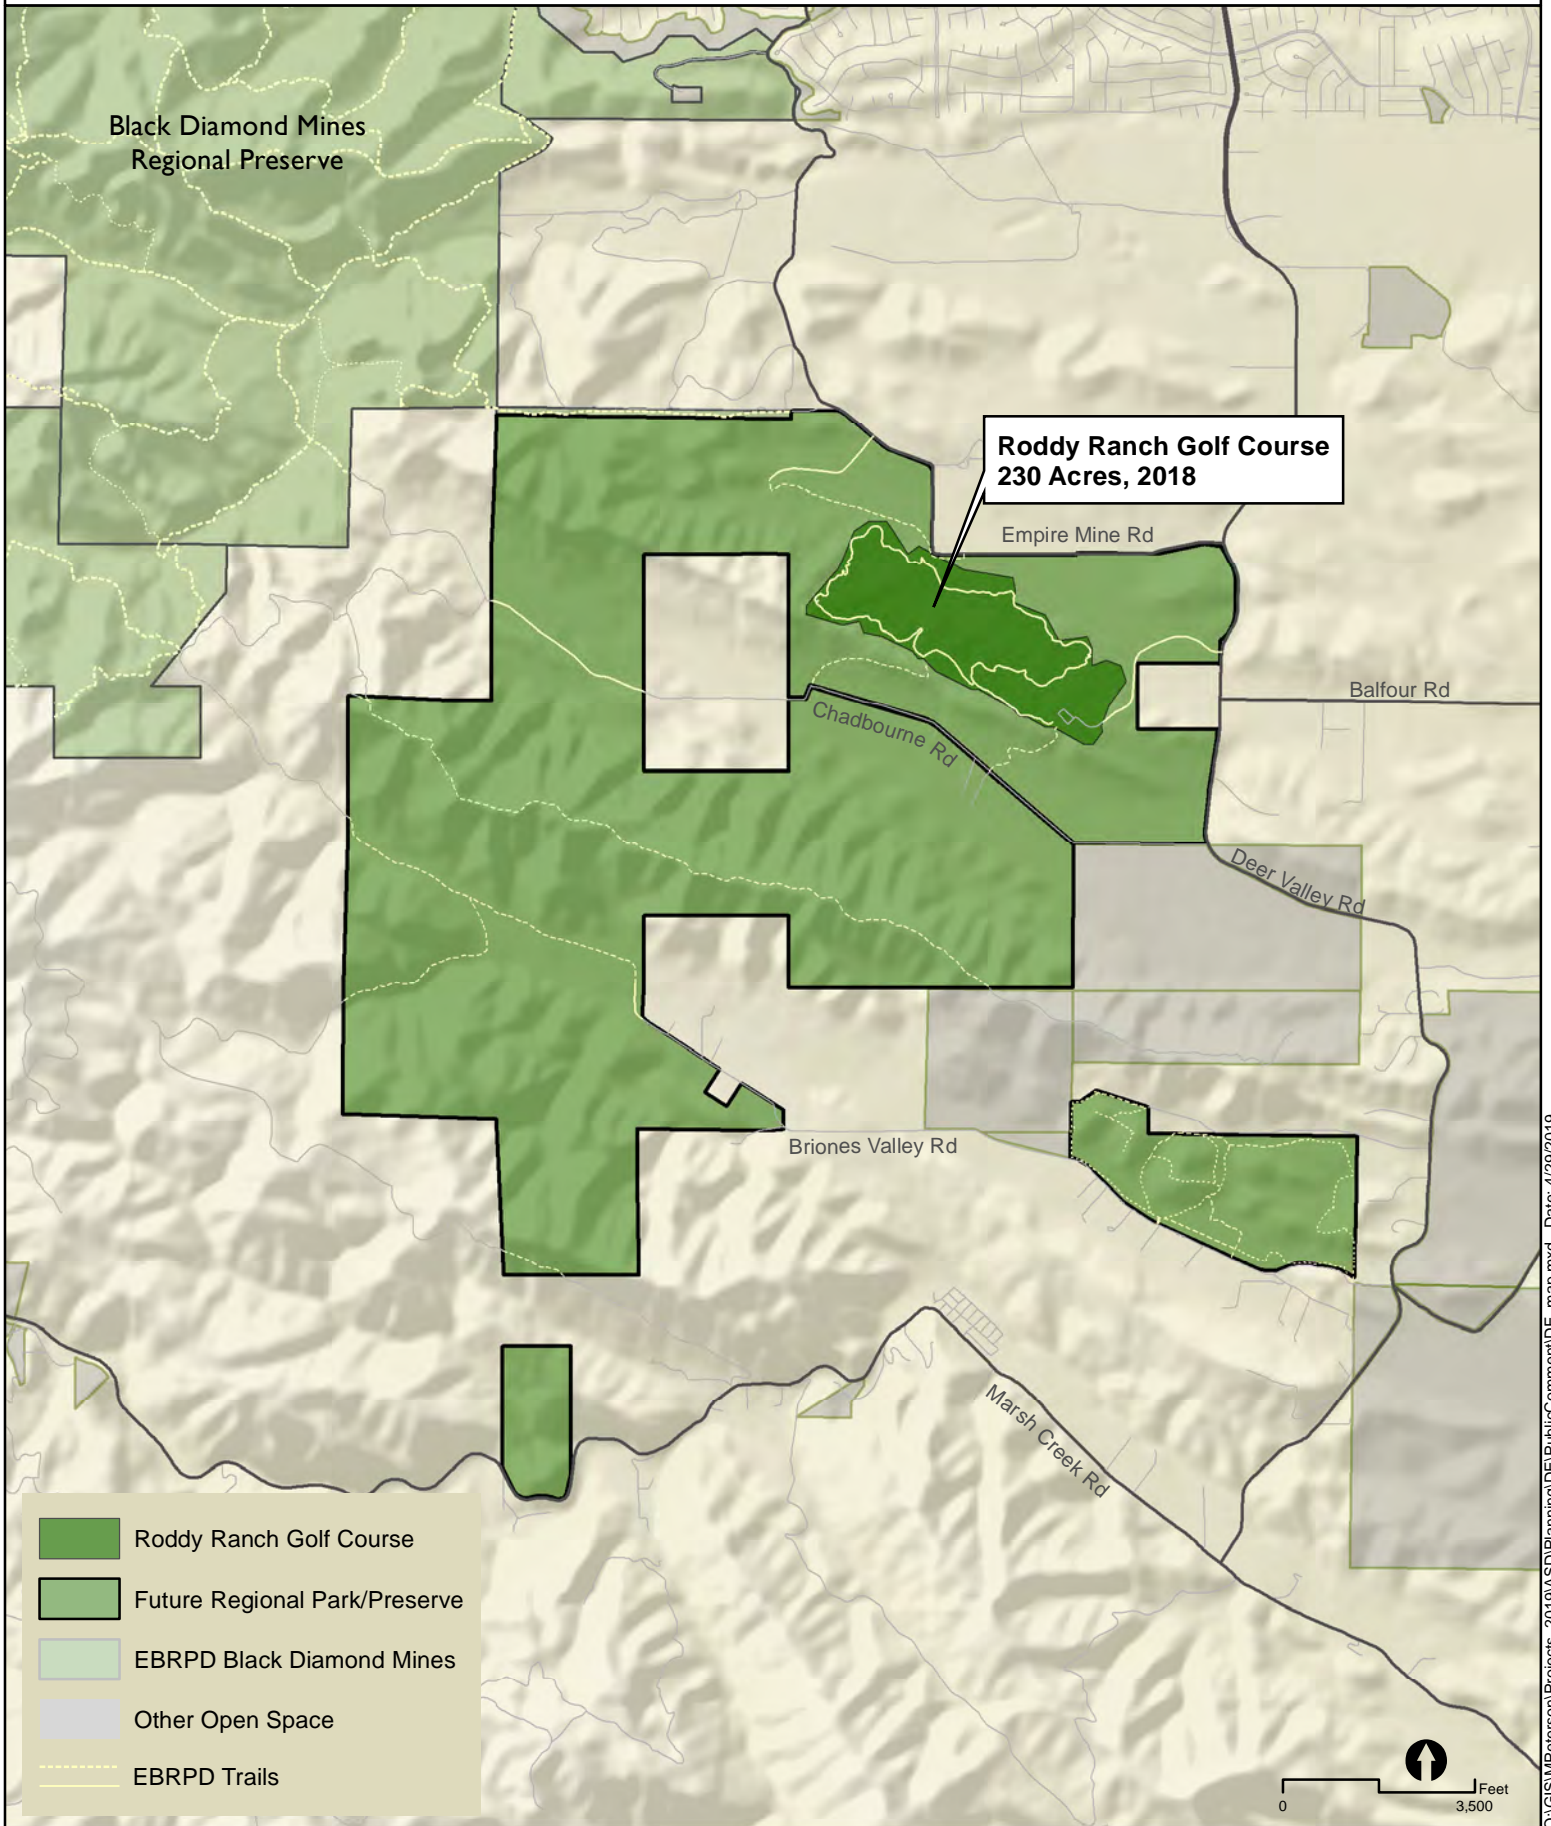 Black Diamond Mines
Regional Preserve
Roddy Ranch Golf Course
230 Acres, 2018
Empire Mine Rd
Balfour Rd
Chadbourne Rd
Deer Valley Rd
Briones Valley Rd
Marsh Creek Rd
Roddy Ranch Golf Course
Future Regional Park/Preserve
EBRPD Black Diamond Mines
Other Open Space
EBRPD Trails
Feet
0 3,500